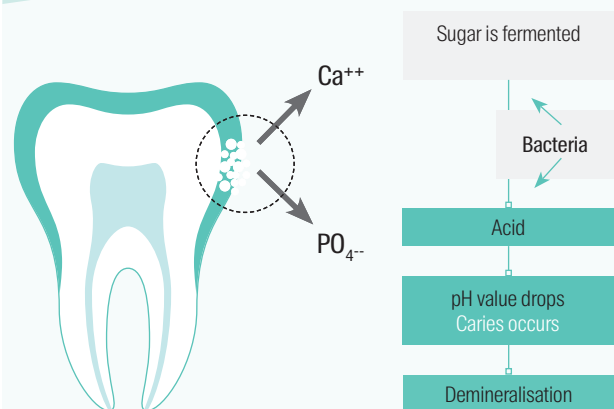 Ca⁺⁺
PO₄₋₋
Sugar is fermented
Bacteria
Acid
pH value drops
Caries occurs
Demineralisation